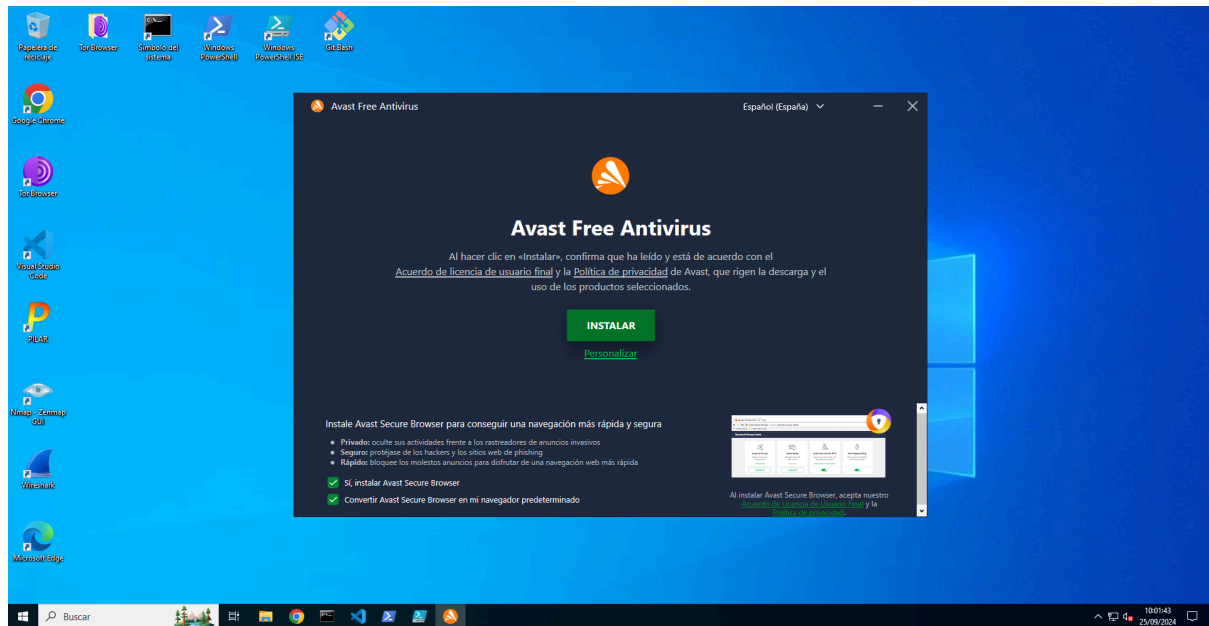 Papelera de
reciclaje
Tor Browser
Símbolo del
sistema
Windows
PowerShell
Windows
PowerShell ISE
Git Bash
Google Chrome
Tor Browser
Visual Studio
Code
PILAR
Nmap - Zenmap
GUI
Wireshark
Microsoft Edge
Avast Free Antivirus
Español (España)
Avast Free Antivirus
Al hacer clic en «Instalar», confirma que ha leído y está de acuerdo con el
Acuerdo de licencia de usuario final y la Política de privacidad de Avast, que rigen la descarga y el
uso de los productos seleccionados.
INSTALAR
Personalizar
Instale Avast Secure Browser para conseguir una navegación más rápida y segura
Privado: oculte sus actividades frente a los rastreadores de anuncios invasivos
Seguro: protéjase de los hackers y los sitios web de phishing
Rápido: bloquee los molestos anuncios para disfrutar de una navegación web más rápida
Sí, instalar Avast Secure Browser
Convertir Avast Secure Browser en mi navegador predeterminado
Al instalar Avast Secure Browser, acepta nuestro
Acuerdo de Licencia de Usuario Final y la
Política de privacidad.
Buscar
10:01:43
25/09/2024